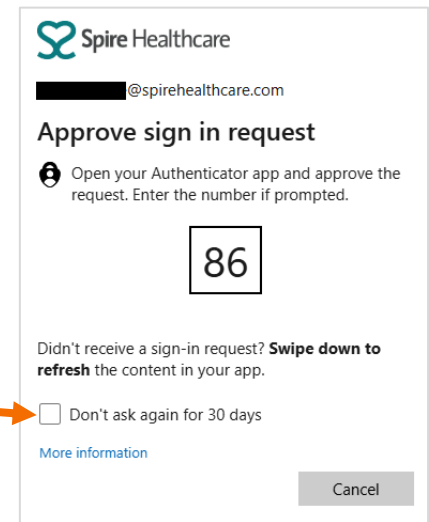 Spire Healthcare
@spirehealthcare.com
Approve sign in request
Open your Authenticator app and approve the
request. Enter the number if prompted.
86
Didn't receive a sign-in request? Swipe down to
refresh the content in your app.
Don't ask again for 30 days
More information
Cancel